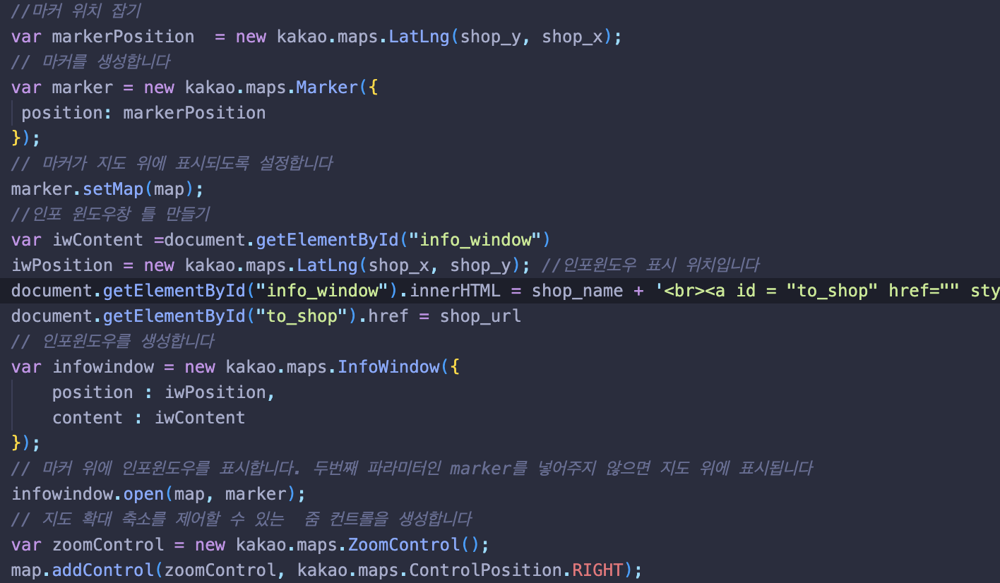 //마커 위치 잡기
var markerPosition  = new kakao.maps.LatLng(shop_y, shop_x);
// 마커를 생성합니다
var marker = new kakao.maps.Marker({
 position: markerPosition
});
// 마커가 지도 위에 표시되도록 설정합니다
marker.setMap(map);
//인포 윈도우창 틀 만들기
var iwContent =document.getElementById("info_window")
iwPosition = new kakao.maps.LatLng(shop_x, shop_y); //인포윈도우 표시 위치입니다
document.getElementById("info_window").innerHTML = shop_name + '<br><a id = "to_shop" href="" sty
document.getElementById("to_shop").href = shop_url
// 인포윈도우를 생성합니다
var infowindow = new kakao.maps.InfoWindow({
    position : iwPosition,
    content : iwContent
});
// 마커 위에 인포윈도우를 표시합니다. 두번째 파라미터인 marker를 넣어주지 않으면 지도 위에 표시됩니다
infowindow.open(map, marker);
// 지도 확대 축소를 제어할 수 있는  줌 컨트롤을 생성합니다
var zoomControl = new kakao.maps.ZoomControl();
map.addControl(zoomControl, kakao.maps.ControlPosition.RIGHT);